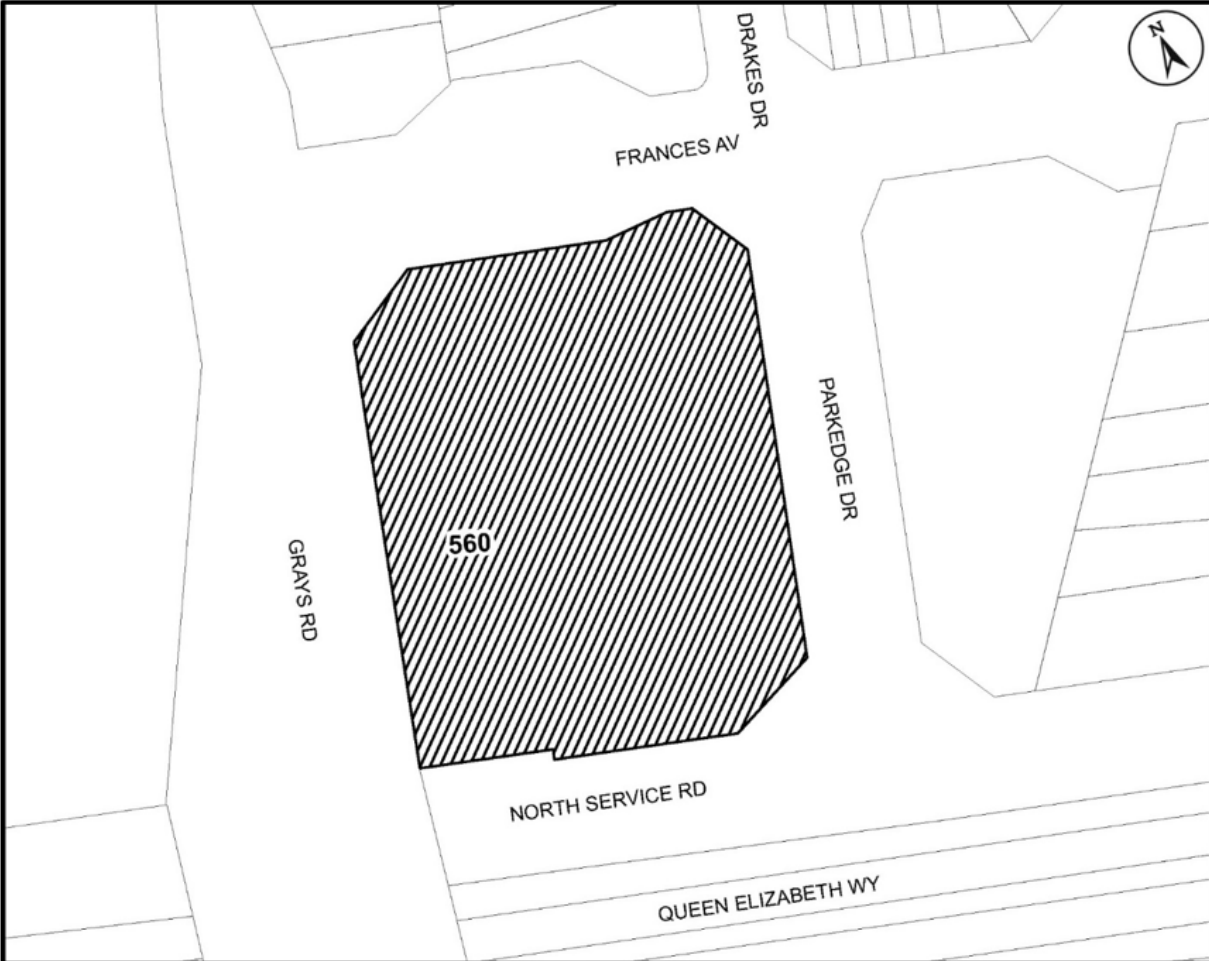 DRAKES DR
N
FRANCES AV
PARKEDGE DR
560
GRAYS RD
NORTH SERVICE RD
QUEEN ELIZABETH WY